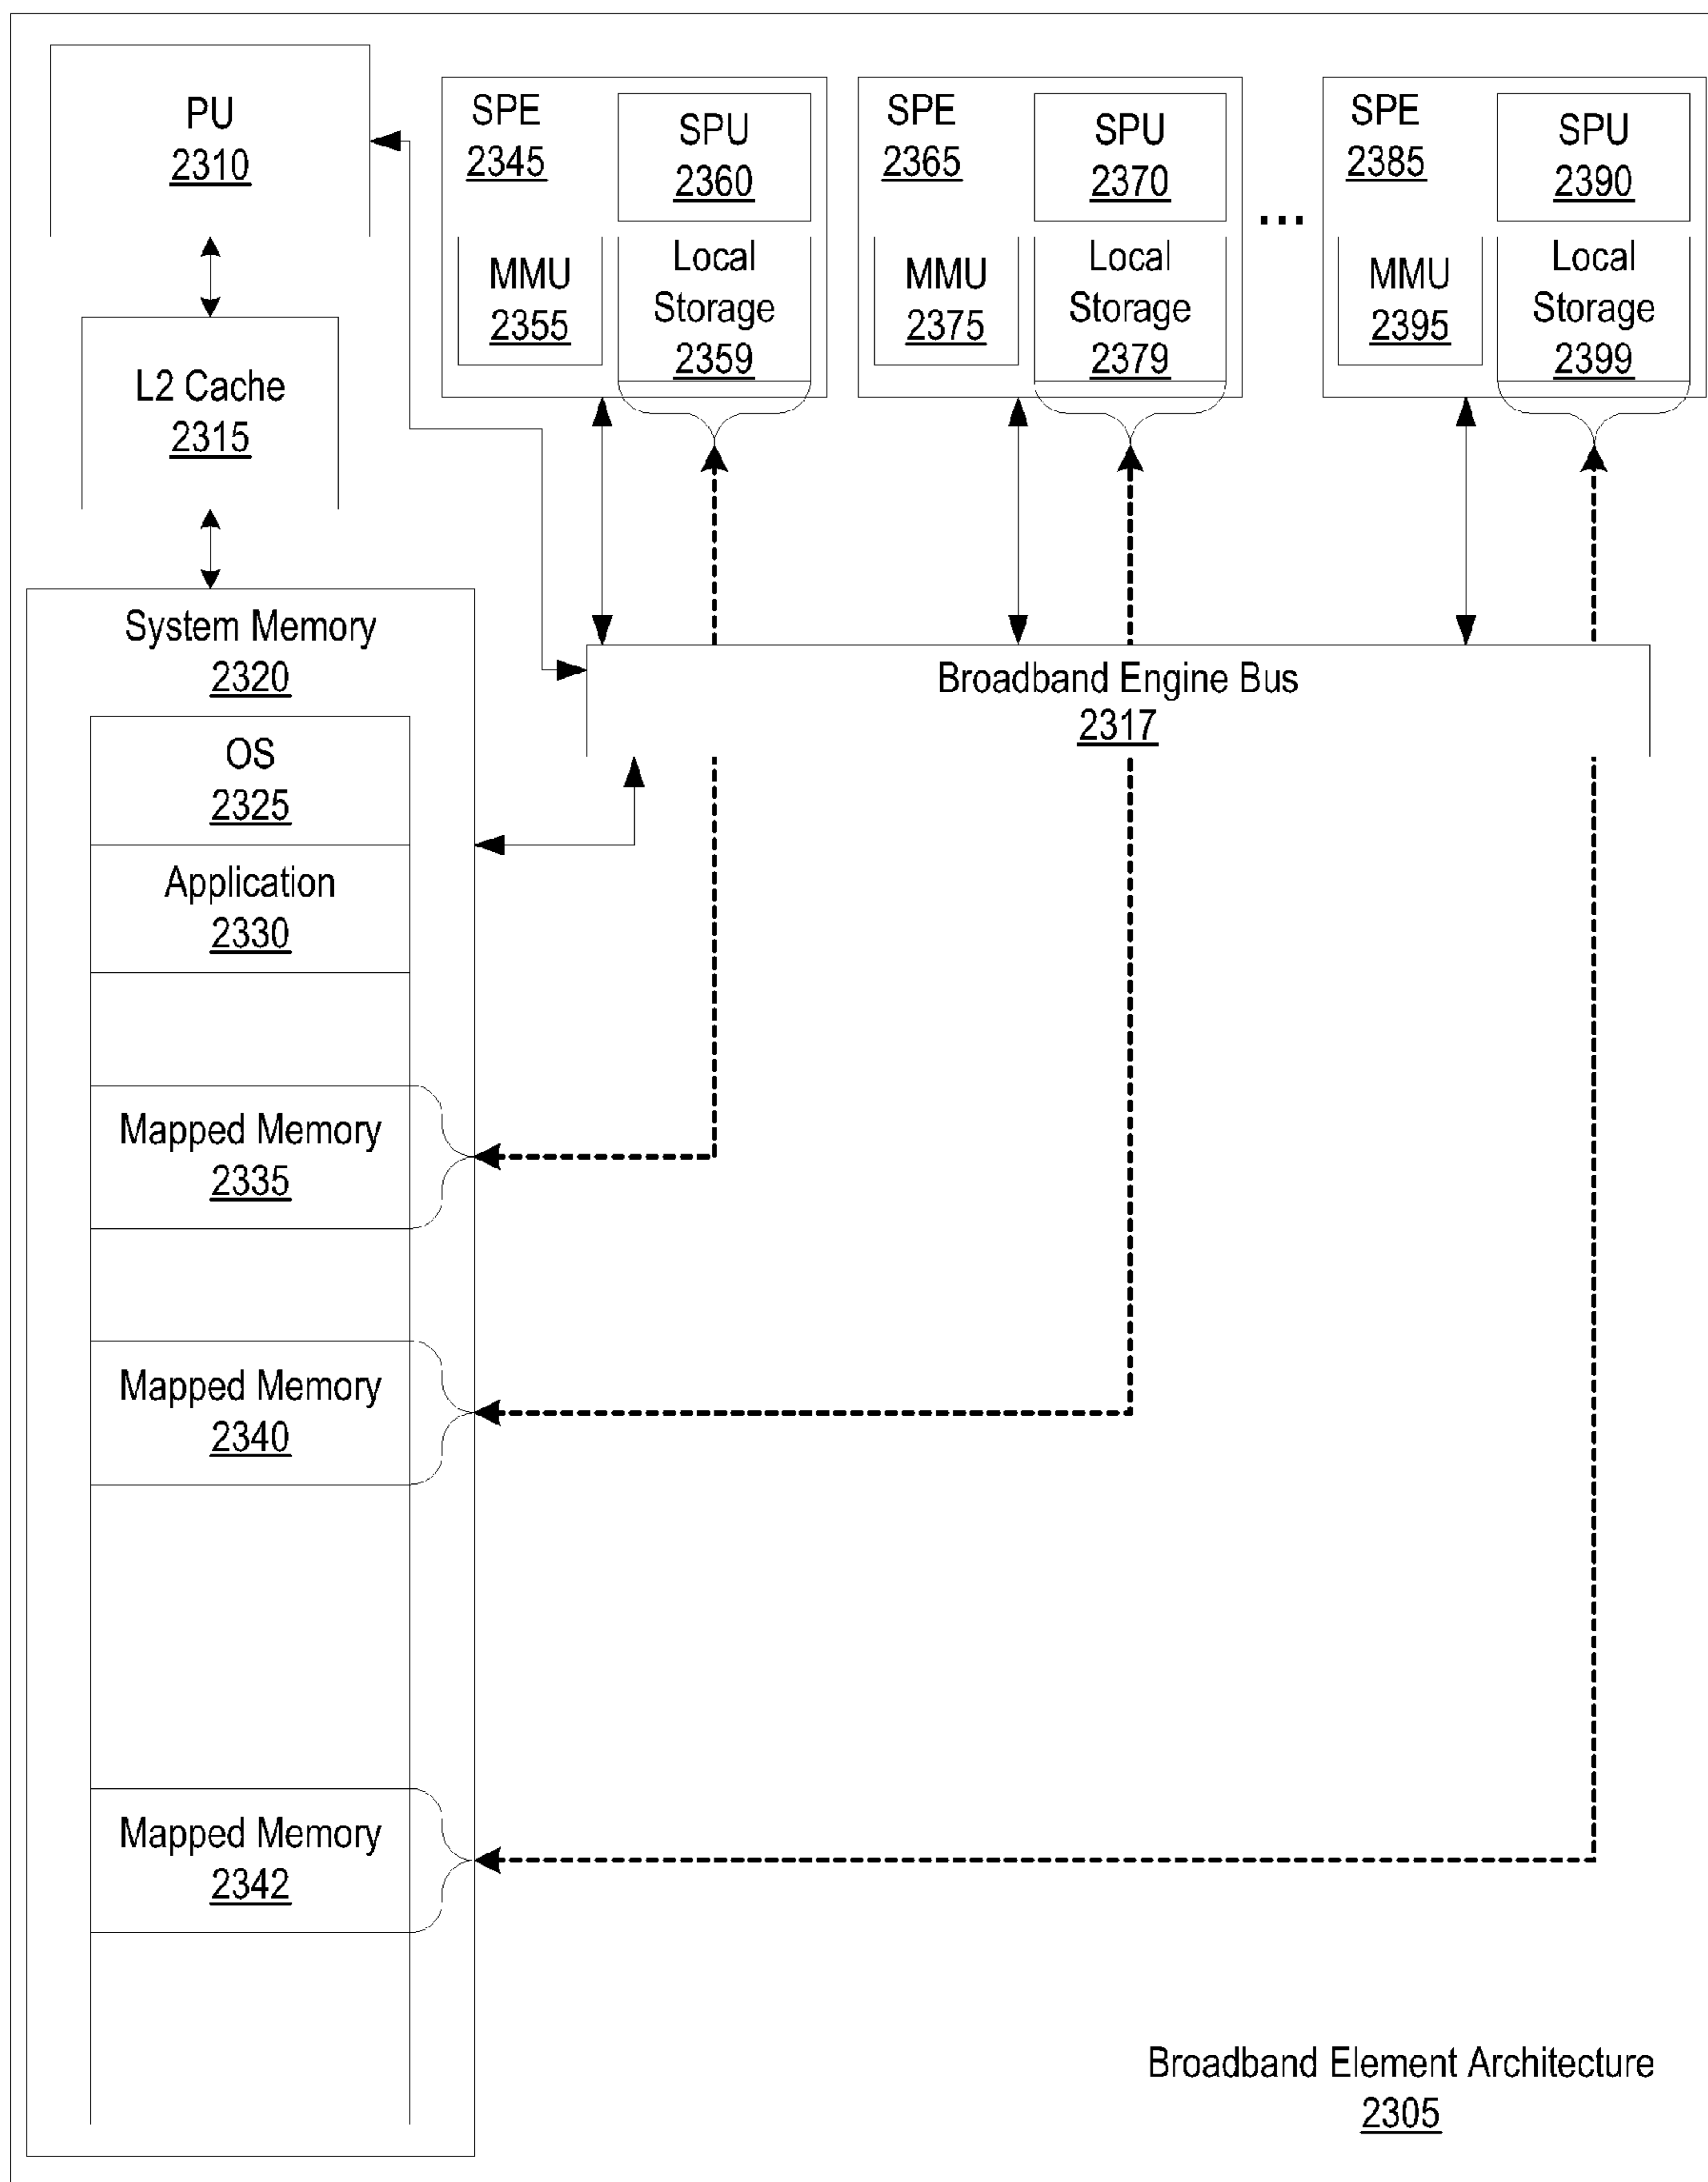 PU
2310
L2 Cache
2315
SPE
2345
SPU
2360
MMU
2355
Local
Storage
2359
SPE
2365
SPU
2370
MMU
2375
Local
Storage
2379
...
SPE
2385
SPU
2390
MMU
2395
Local
Storage
2399
System Memory
2320
OS
2325
Application
2330
Mapped Memory
2335
Mapped Memory
2340
Mapped Memory
2342
Broadband Engine Bus
2317
Broadband Element Architecture
2305